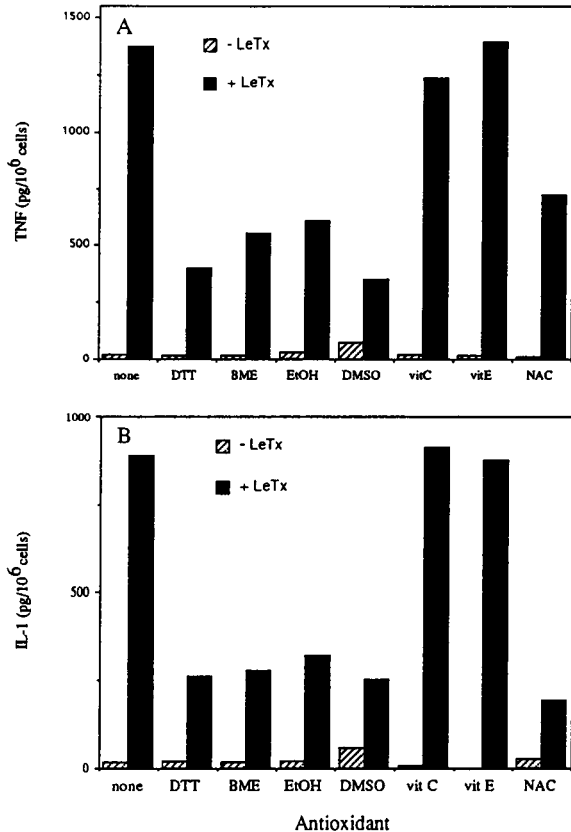 A
- LeTx
+ LeTx
1500
1000
500
0
TNF (pg/10^6 cells)
none DTT BME EtOH DMSO vitC vitE NAC
B
- LeTx
+ LeTx
1000
500
0
IL-1 (pg/10^6 cells)
none DTT BME EtOH DMSO vit C vit E NAC
Antioxidant